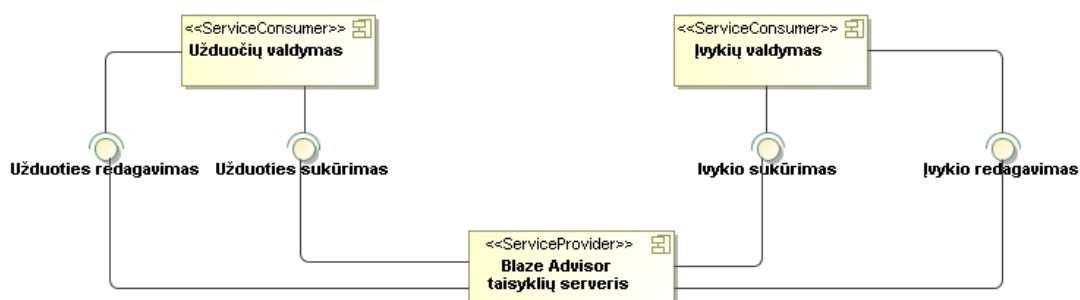 <<ServiceConsumer>>
Užduočių valdymas
<<ServiceConsumer>>
Įvykių valdymas
Užduoties redagavimas
Užduoties sukūrimas
Ivykio sukūrimas
Įvykio redagavimas
<<ServiceProvider>>
Blaze Advisor
taisyklių serveris